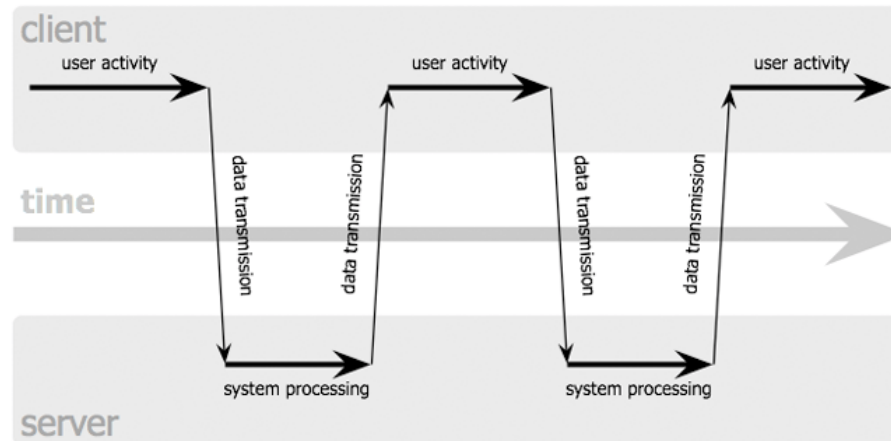 client
user activity
user activity
user activity
data transmission
data transmission
data transmission
data transmission
time
system processing
system processing
server